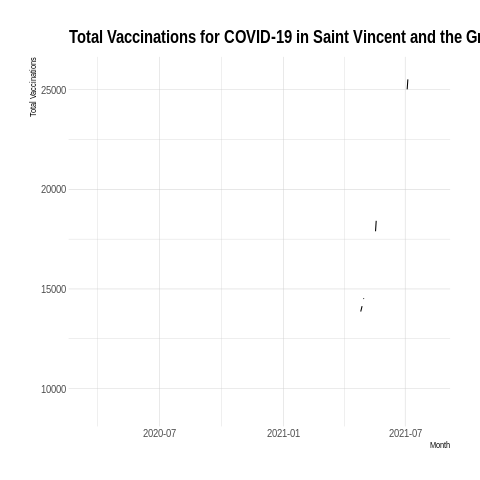 Total Vaccinations for COVID-19 in Saint Vincent and the Gr
Total Vaccinations
25000
20000
15000
10000
2020-07
2021-01
2021-07
Month